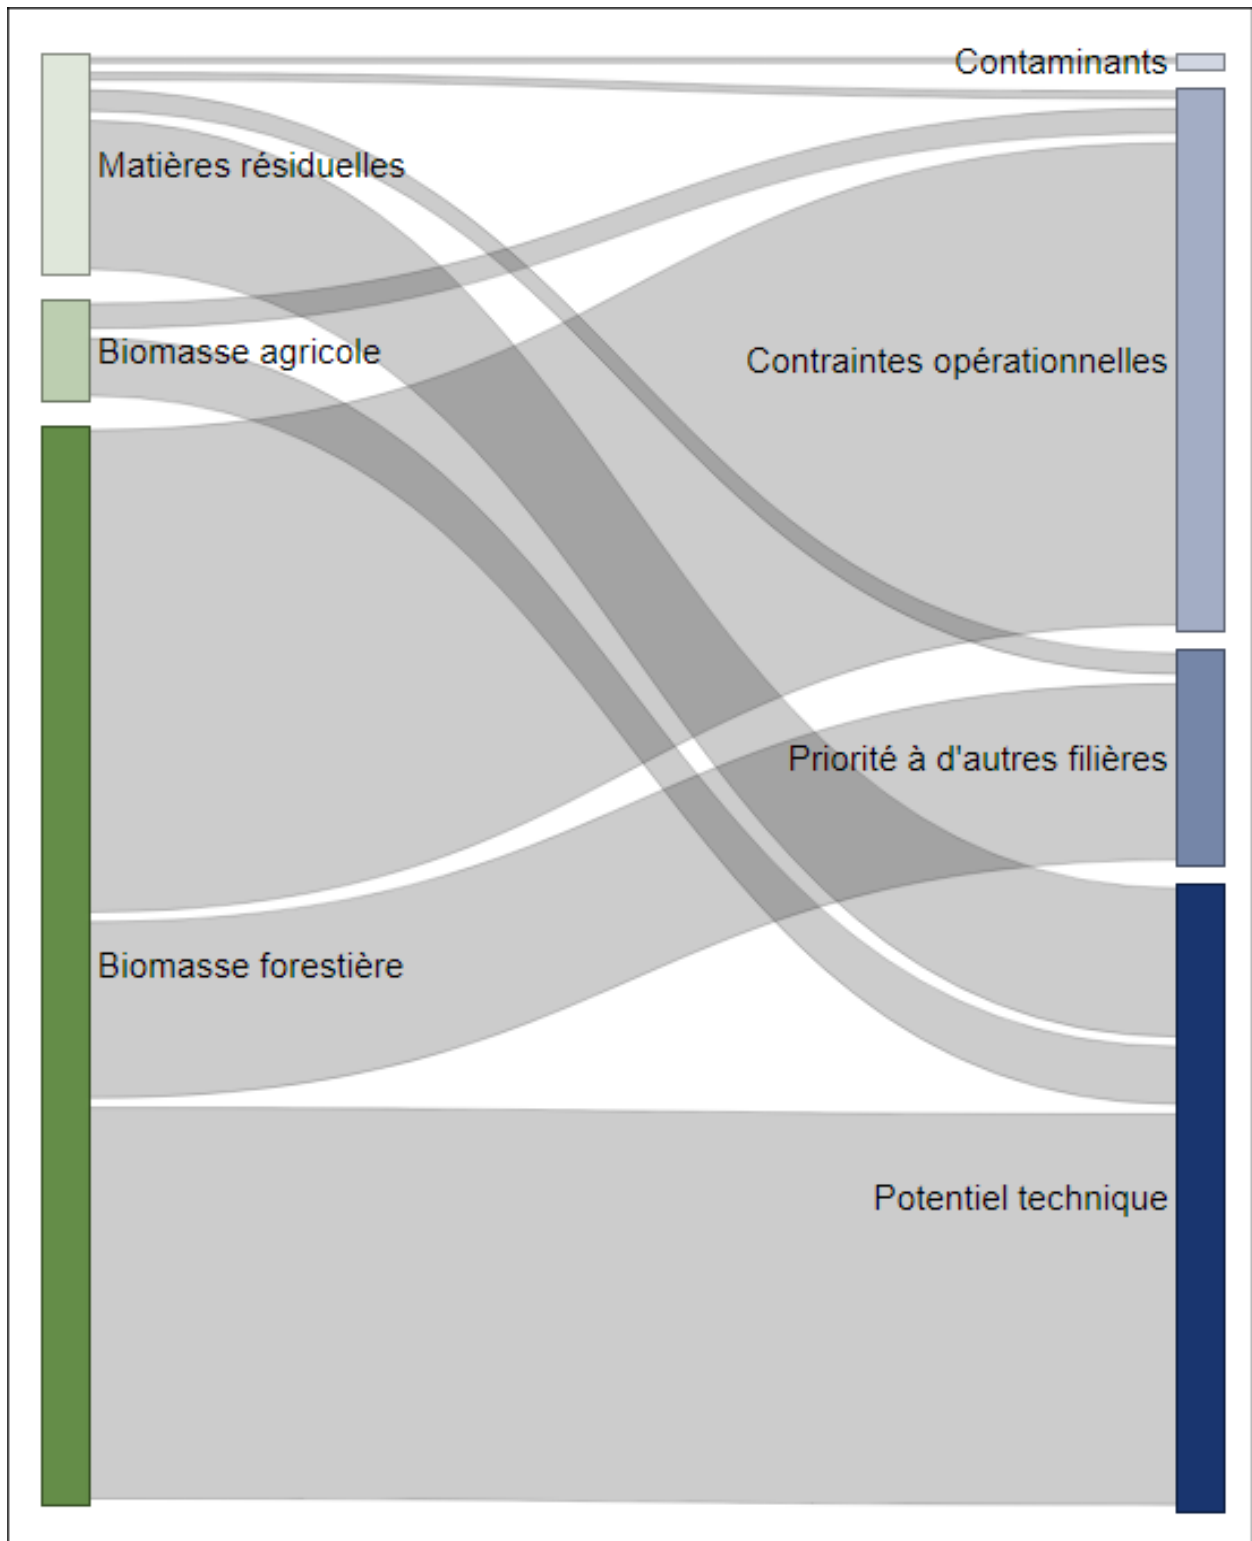 Contaminants
Matières résiduelles
Biomasse agricole
Contraintes opérationnelles
Priorité à d'autres filières
Biomasse forestière
Potentiel technique